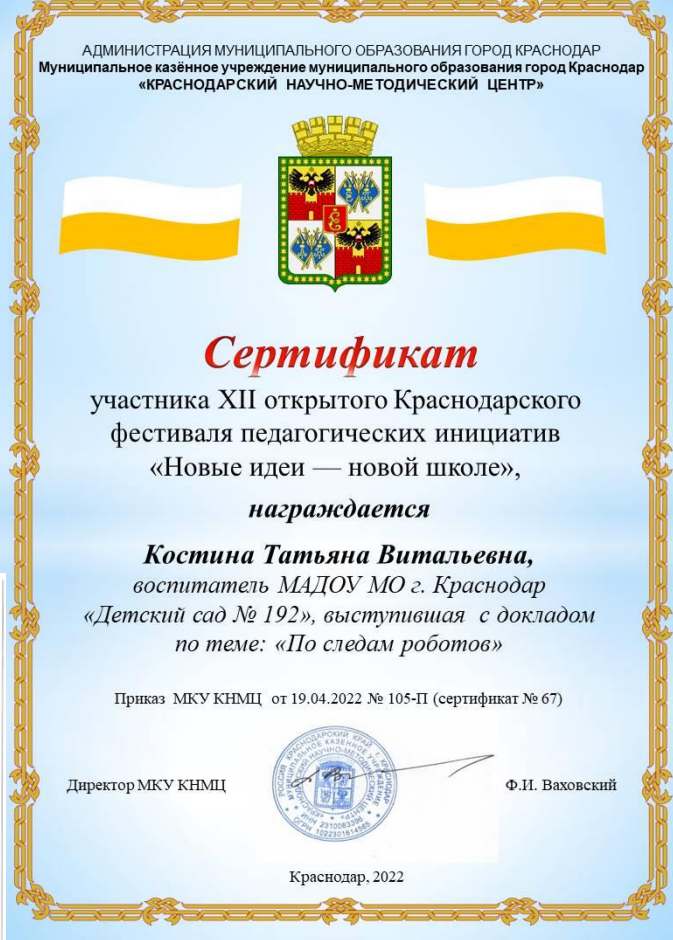 АДМИНИСТРАЦИЯ МУНИЦИПАЛЬНОГО ОБРАЗОВАНИЯ ГОРОД КРАСНОДАР
Муниципальное казённое учреждение муниципального образования город Краснодар
«КРАСНОДАРСКИЙ НАУЧНО-МЕТОДИЧЕСКИЙ ЦЕНТР»
Сертификат
участника XII открытого Краснодарского
фестиваля педагогических инициатив
«Новые идеи — новой школе»,
награждается
Костина Татьяна Витальевна,
воспитатель МАДОУ МО г. Краснодар
«Детский сад № 192», выступившая с докладом
по теме: «По следам роботов»
Приказ МКУ КНМЦ от 19.04.2022 № 105-П (сертификат № 67)
Директор МКУ КНМЦ
Ф.И. Ваховский
Краснодар, 2022